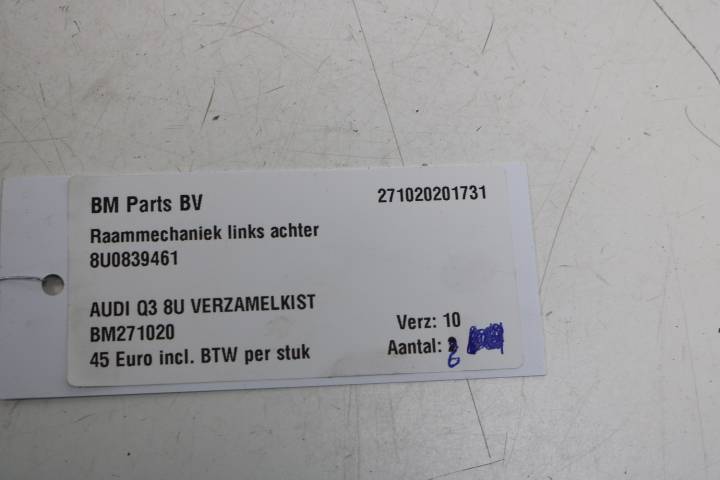 BM Parts BV 271020201731
Raammechaniek links achter
8U0839461
AUDI Q3 8U VERZAMELKIST
BM271020 Verz: 10
45 Euro incl. BTW per stuk Aantal: 6